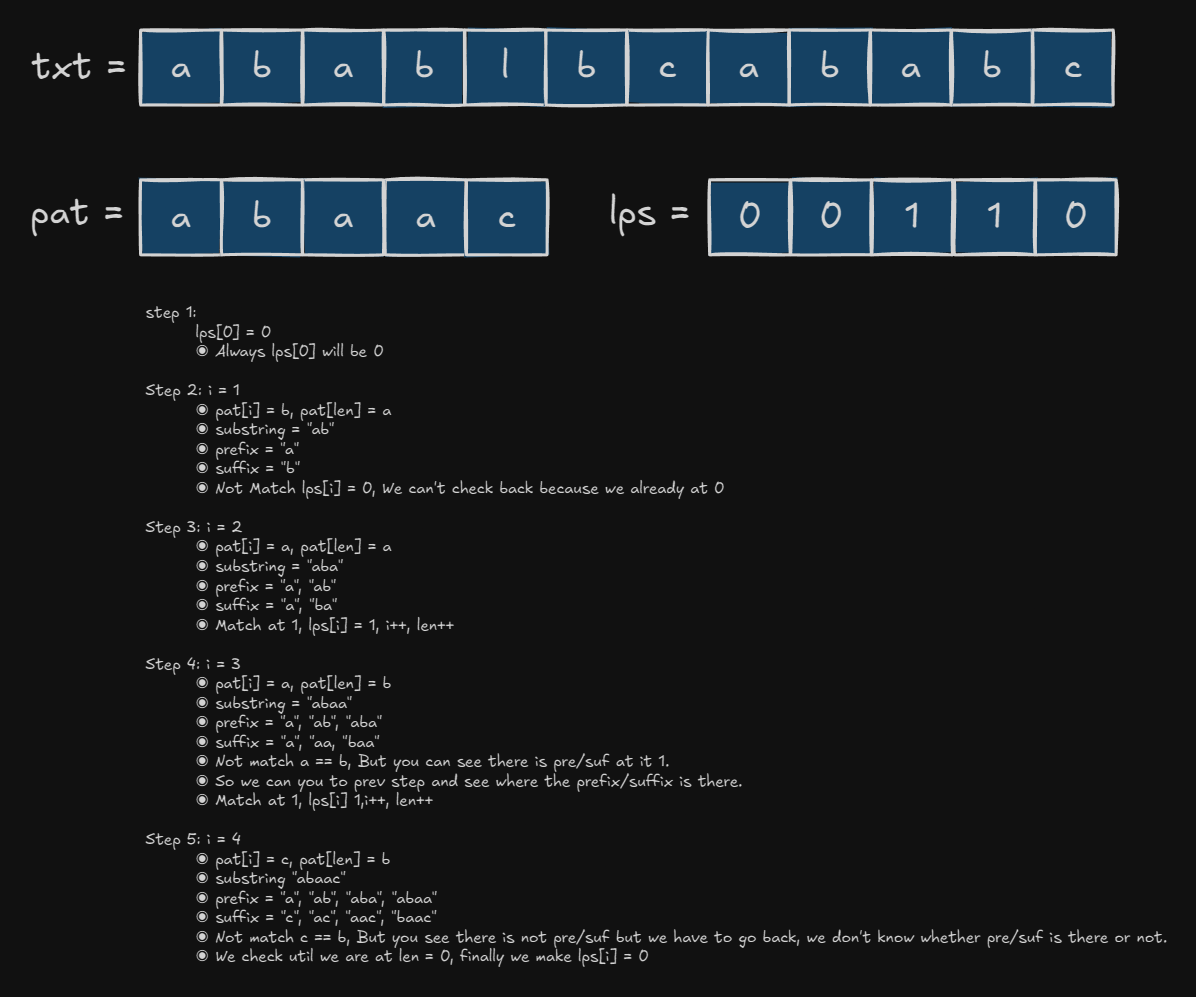 txt = a b a b l b c a b a b c
pat = a b a a c lps = 0 0 1 1 0
step 1:
lps[0] = 0
◉ Always lps[0] will be 0
Step 2: i = 1
◉ pat[i] = b, pat[len] = a
◉ substring = "ab"
◉ prefix = "a"
◉ suffix = "b"
◉ Not Match lps[i] = 0, We can't check back because we already at 0
Step 3: i = 2
◉ pat[i] = a, pat[len] = a
◉ substring = "aba"
◉ prefix = "a", "ab"
◉ suffix = "a", "ba"
◉ Match at 1, lps[i] = 1, i++, len++
Step 4: i = 3
◉ pat[i] = a, pat[len] = b
◉ substring = "abaa"
◉ prefix = "a", "ab", "aba"
◉ suffix = "a", "aa, "baa"
◉ Not match a == b, But you can see there is pre/suf at it 1.
◉ So we can you to prev step and see where the prefix/suffix is there.
◉ Match at 1, lps[i] 1,i++, len++
Step 5: i = 4
◉ pat[i] = c, pat[len] = b
◉ substring "abaac"
◉ prefix = "a", "ab", "aba", "abaa"
◉ suffix = "c", "ac", "aac", "baac"
◉ Not match c == b, But you see there is not pre/suf but we have to go back, we don't know whether pre/suf is there or not.
◉ We check util we are at len = 0, finally we make lps[i] = 0